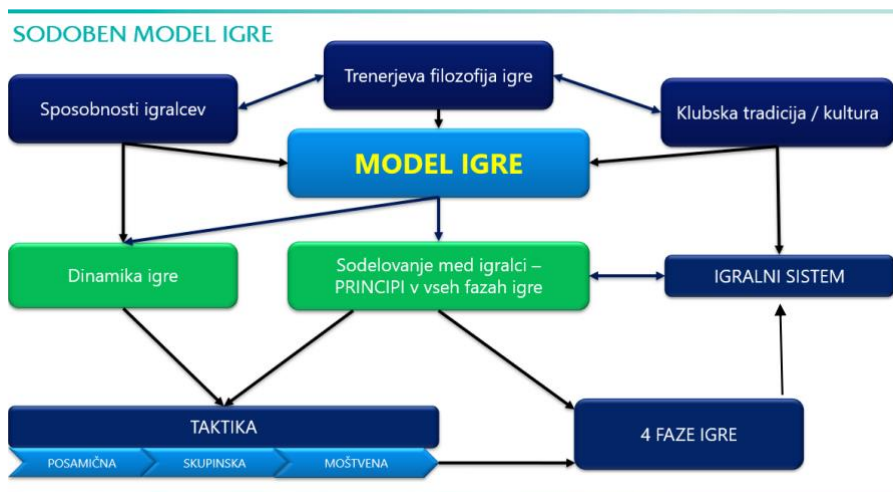 SODOBEN MODEL IGRE
Trenerjeva filozofija igre
Sposobnosti igralcev
Klubska tradicija / kultura
MODEL IGRE
Dinamika igre
Sodelovanje med igralci –
PRINCIPI v vseh fazah igre
IGRALNI SISTEM
TAKTIKA
4 FAZE IGRE
POSAMIČNA
SKUPINSKA
MOŠTVENA